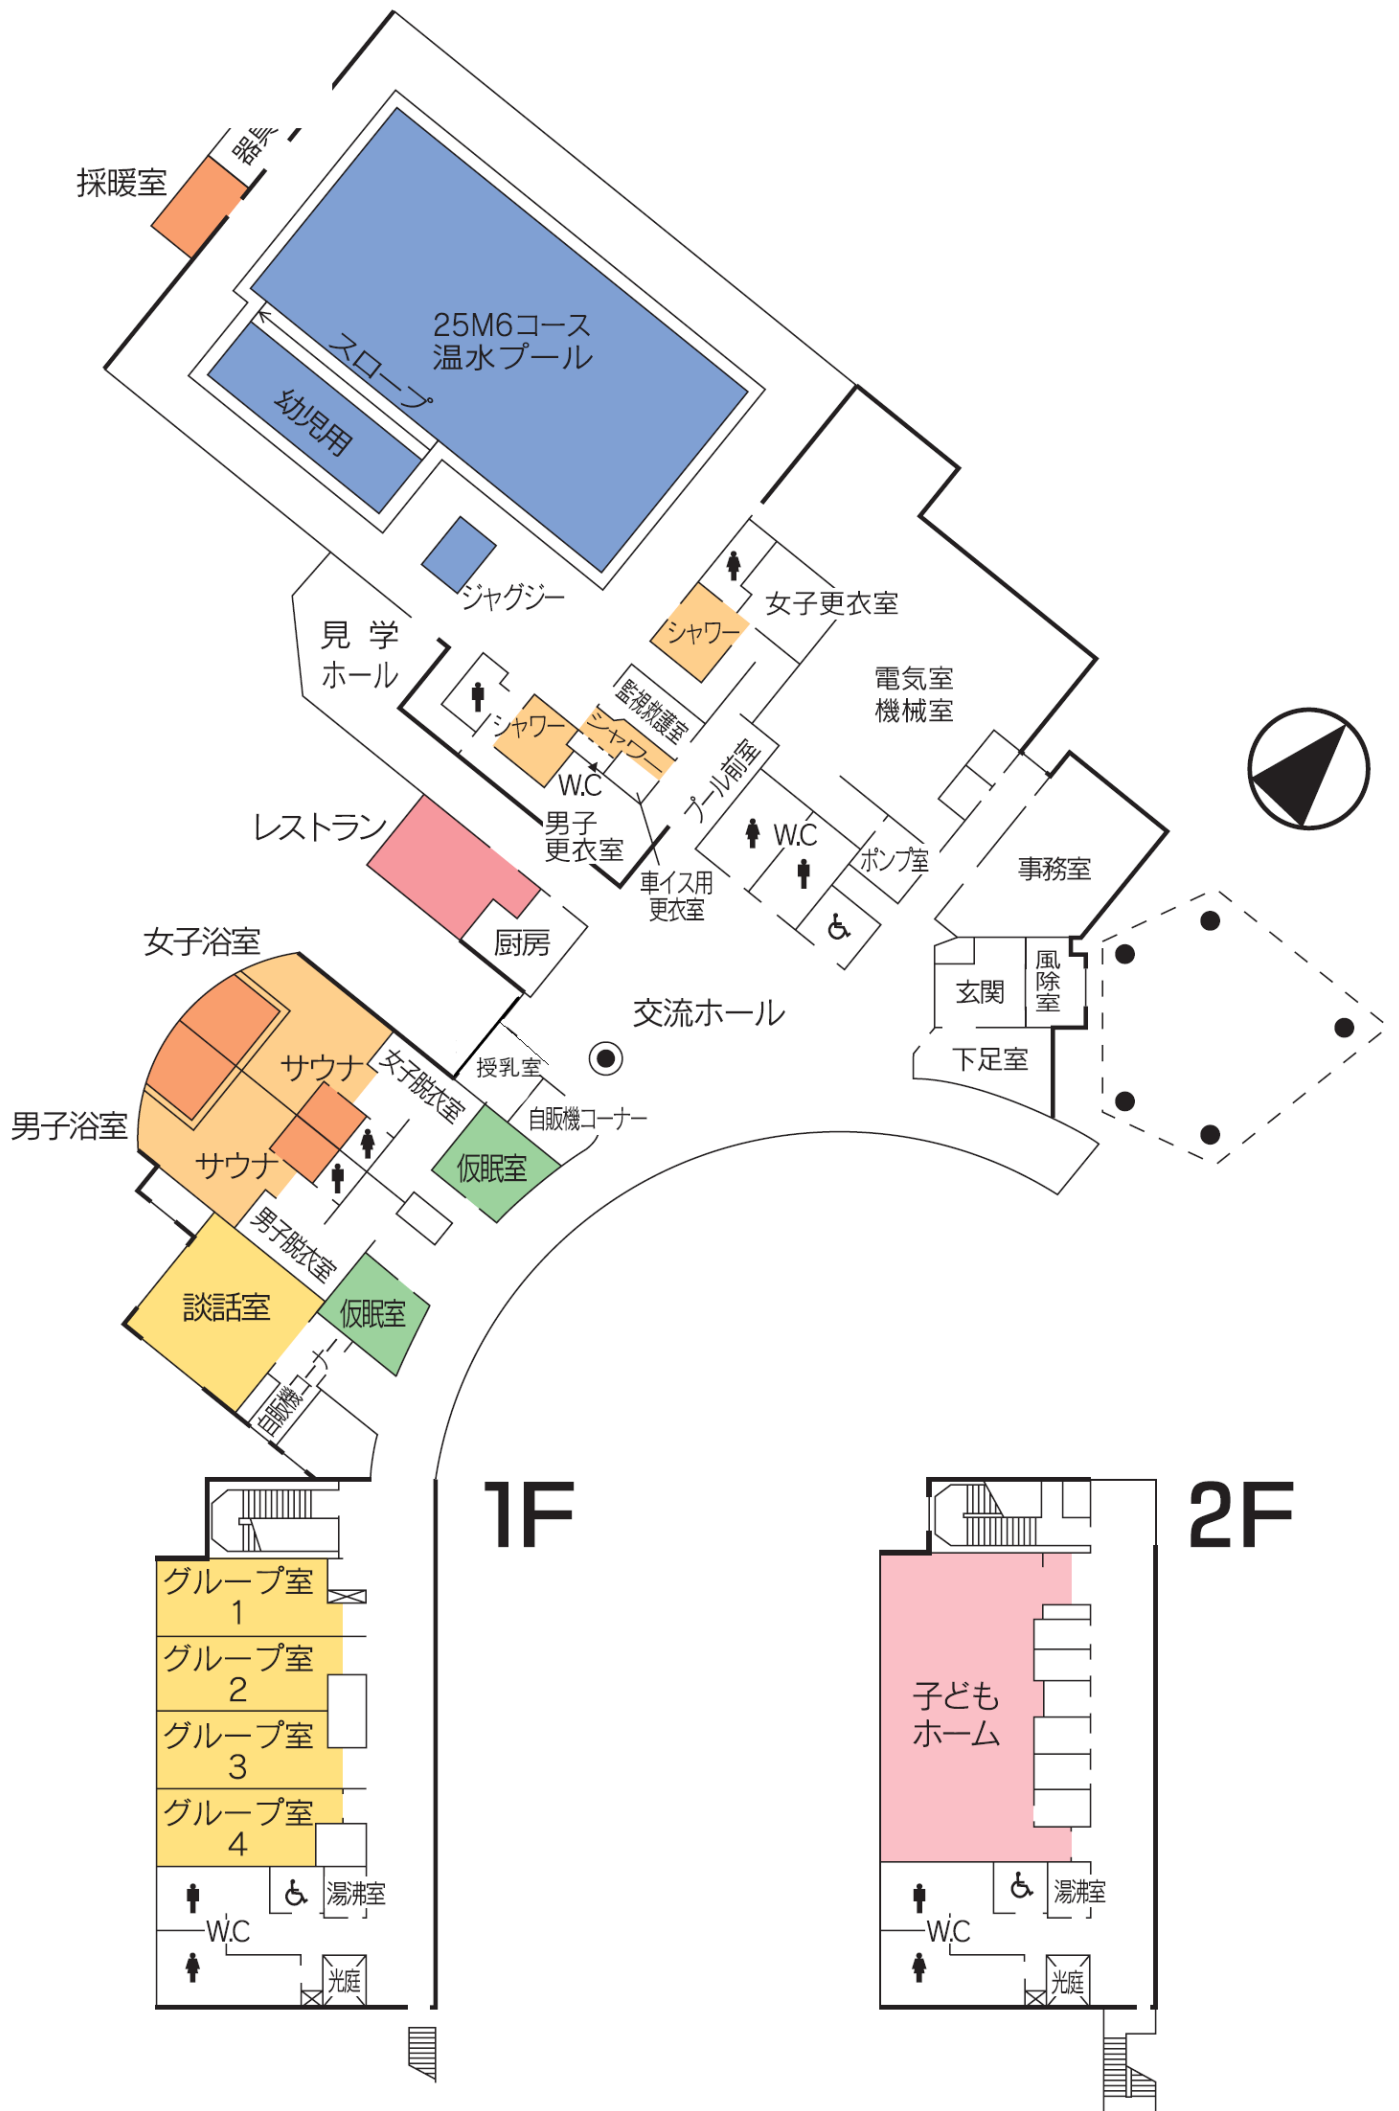 器具
採暖室
25M6コース
温水プール
スロープ
幼児用
ジャグジー
女子更衣室
シャワー
見 学
ホール
電気室
機械室
監視救護室
シャワー
シャワー
プール前室
W.C
レストラン
男子
更衣室
W.C
ポンプ室
事務室
車イス用
更衣室
厨房
女子浴室
風除室
玄関
交流ホール
下足室
サウナ
女子脱衣室
授乳室
自販機コーナー
男子浴室
サウナ
仮眠室
男子脱衣室
談話室
仮眠室
自販機コーナー
1F
グループ室
1
グループ室
2
グループ室
3
グループ室
4
湯沸室
W.C
光庭
2F
子ども
ホーム
湯沸室
W.C
光庭